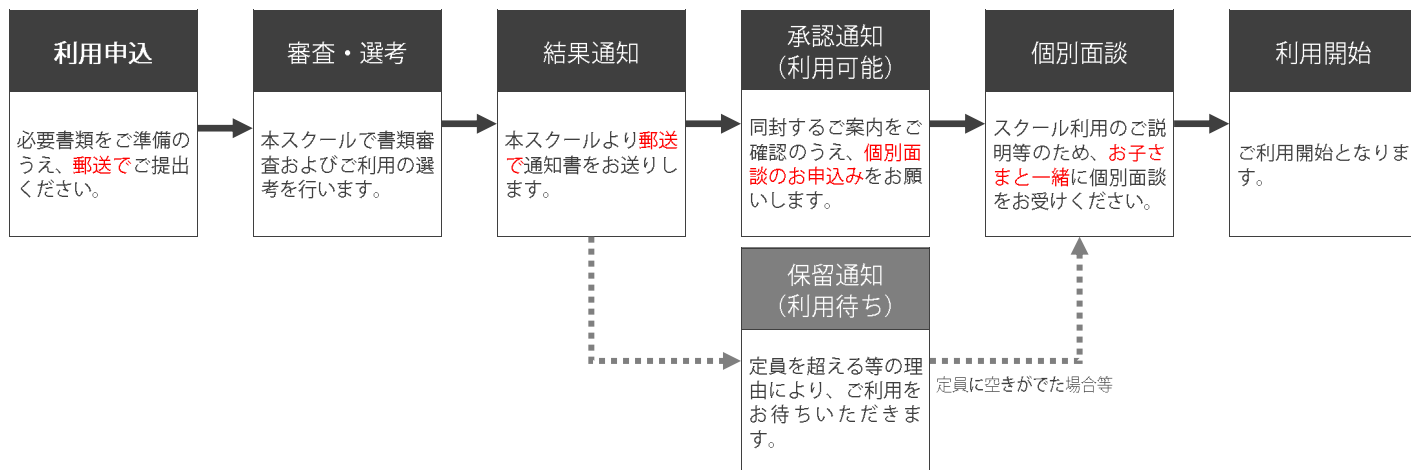 利用申込
必要書類をご準備の
うえ、郵送でご提出
ください。
審査・選考
本スクールで書類審
査およびご利用の選
考を行います。
結果通知
本スクールより郵送
で通知書をお送りし
ます。
承認通知
（利用可能）
同封するご案内をご
確認のうえ、個別面
談のお申込みをお願
いします。
個別面談
スクール利用のご説
明等のため、お子さ
まと一緒に個別面談
をお受けください。
利用開始
ご利用開始となりま
す。
保留通知
（利用待ち）
定員を超える等の理
由により、ご利用を
お待ちいただきま
す。
定員に空きがでた場合等